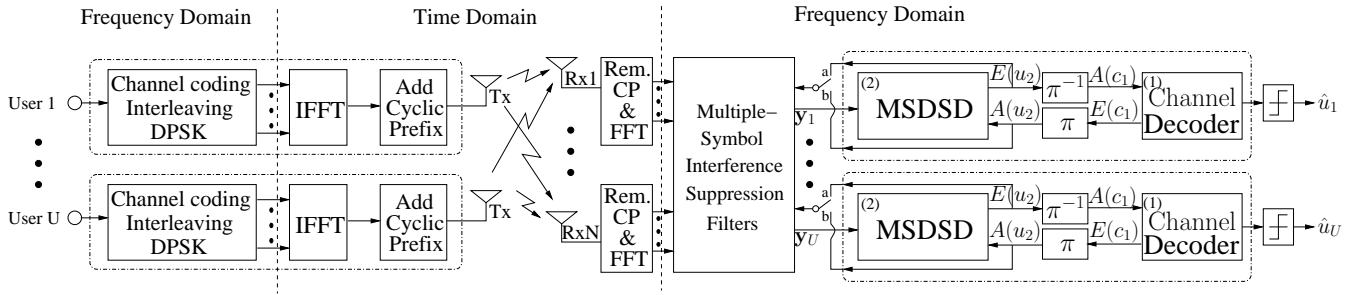 Frequency Domain
Time Domain
Frequency Domain
User 1
Channel coding
Interleaving
DPSK
IFFT
Add
Cyclic
Prefix
Tx
Rx1
Rem.
CP
&
FFT
Multiple−
Symbol
Interference
Suppression
Filters
y₁
a
b
(2)
MSDSD
E(u₂)
A(u₂)
π⁻¹
π
A(c₁)
E(c₁)
(1)
Channel
Decoder
û₁
User U
Channel coding
Interleaving
DPSK
IFFT
Add
Cyclic
Prefix
Tx
RxN
Rem.
CP
&
FFT
y_U
a
b
(2)
MSDSD
E(u₂)
A(u₂)
π⁻¹
π
A(c₁)
E(c₁)
(1)
Channel
Decoder
û_U